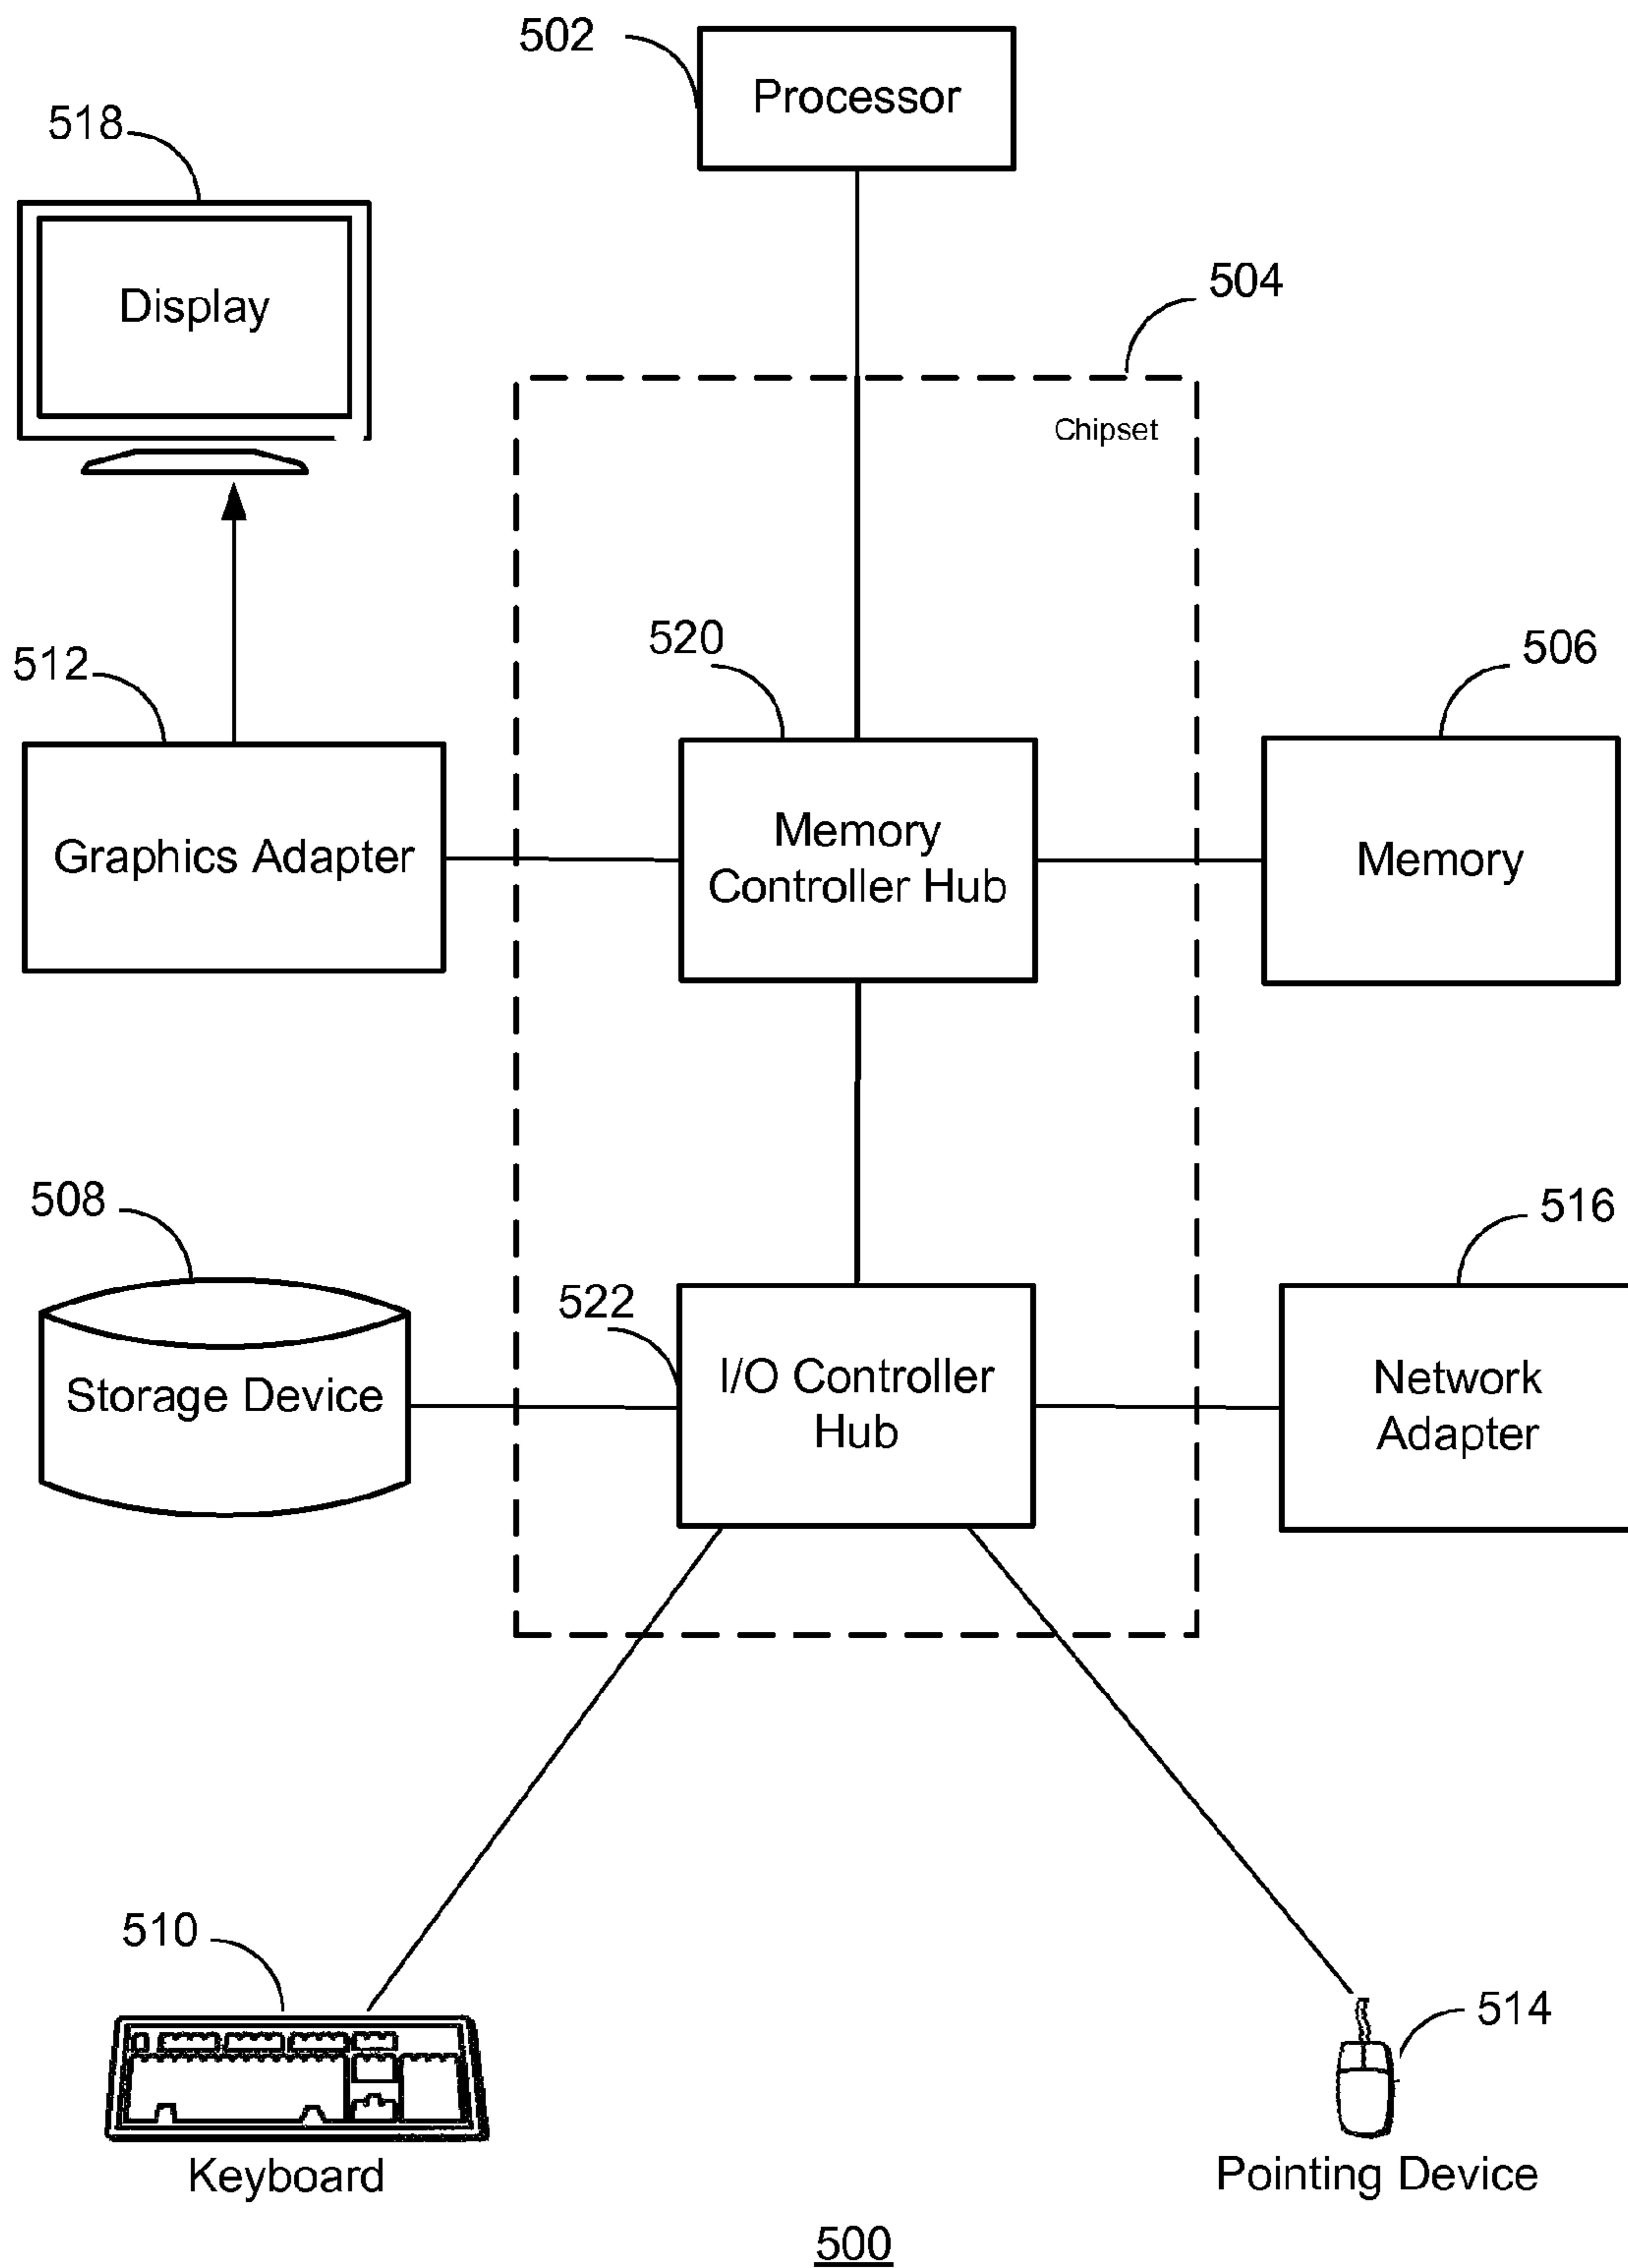 502
Processor
518
Display
504
Chipset
520
512
506
Graphics Adapter
Memory
Controller Hub
Memory
508
516
522
Storage Device
I/O Controller
Hub
Network
Adapter
510
514
Keyboard
Pointing Device
500